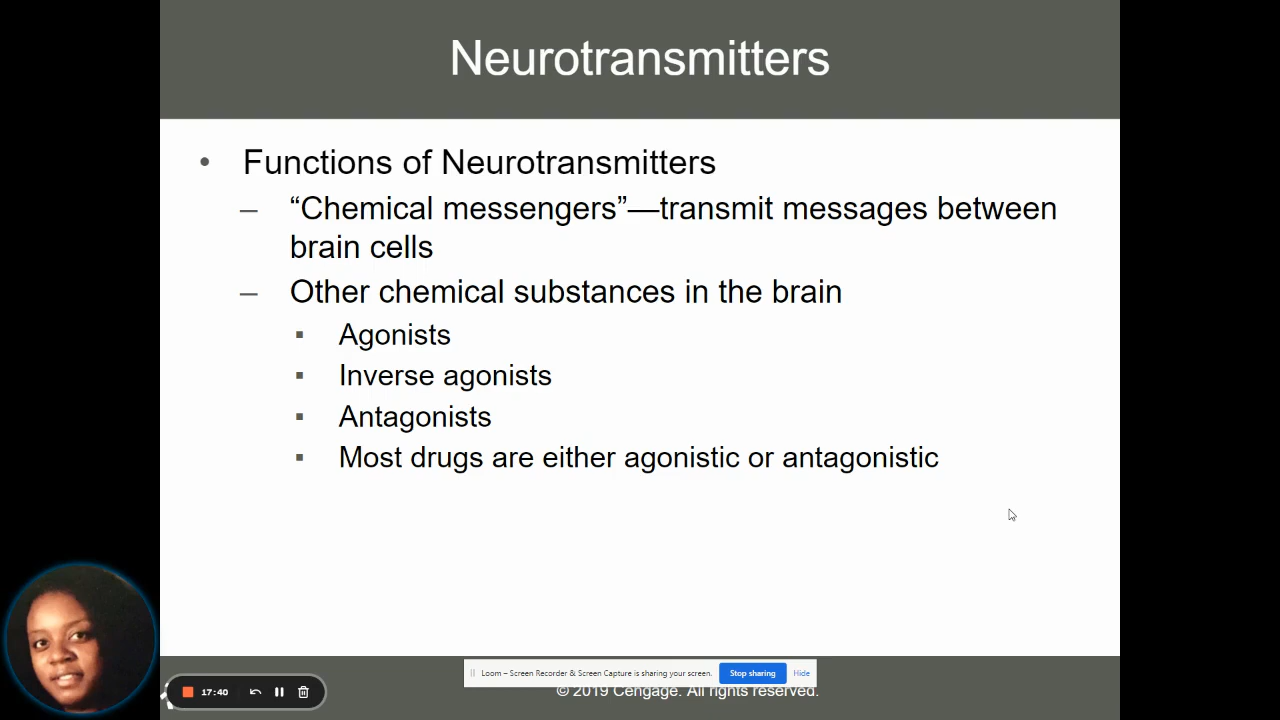 Neurotransmitters
• Functions of Neurotransmitters
– “Chemical messengers”—transmit messages between
brain cells
– Other chemical substances in the brain
▪ Agonists
▪ Inverse agonists
▪ Antagonists
▪ Most drugs are either agonistic or antagonistic
Loom – Screen Recorder & Screen Capture is sharing your screen. Stop sharing Hide
17:40
© 2019 Cengage. All rights reserved.